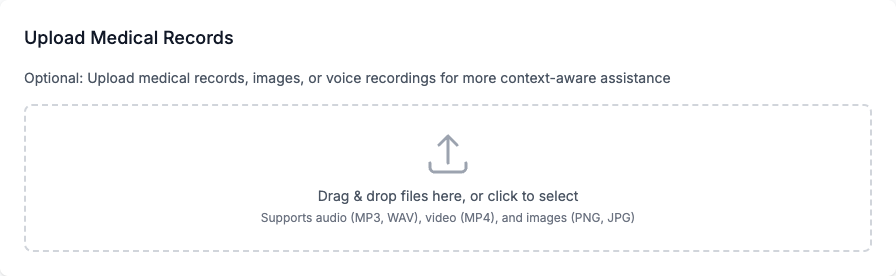 Upload Medical Records
Optional: Upload medical records, images, or voice recordings for more context-aware assistance
Drag & drop files here, or click to select
Supports audio (MP3, WAV), video (MP4), and images (PNG, JPG)